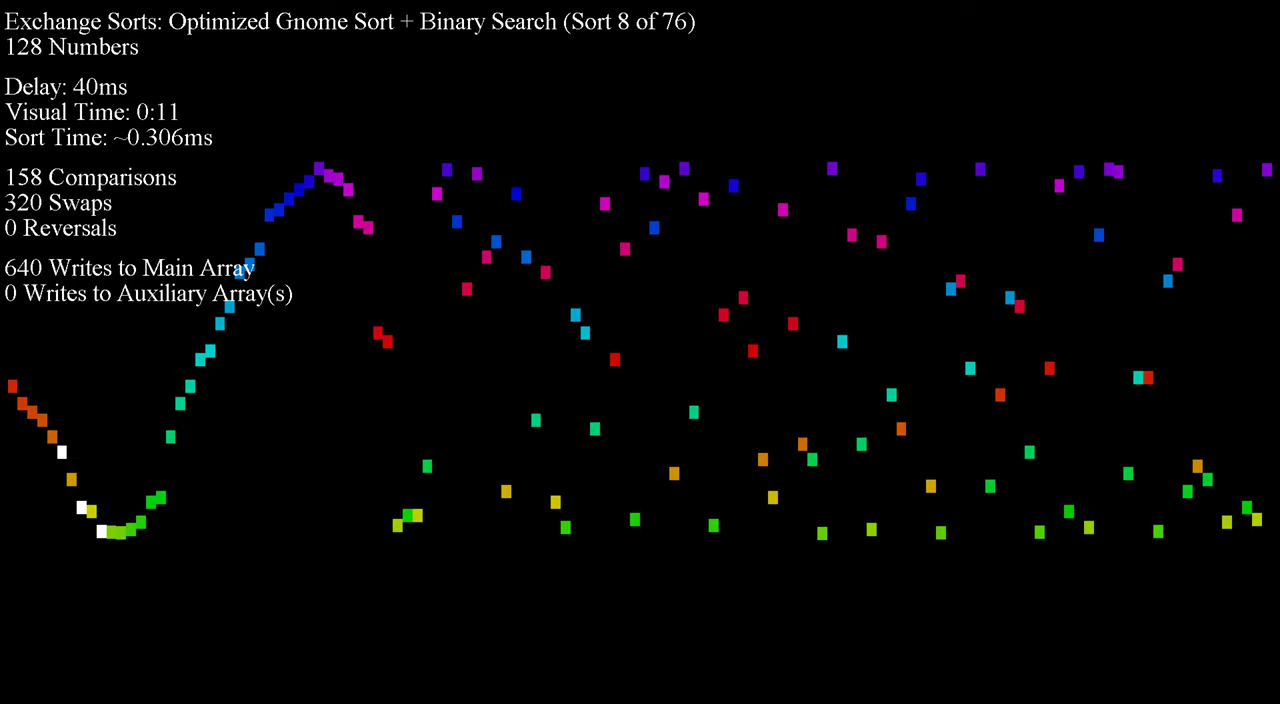 Exchange Sorts: Optimized Gnome Sort + Binary Search (Sort 8 of 76)
128 Numbers
Delay: 40ms
Visual Time: 0:11
Sort Time: ~0.306ms
158 Comparisons
320 Swaps
0 Reversals
640 Writes to Main Array
0 Writes to Auxiliary Array(s)